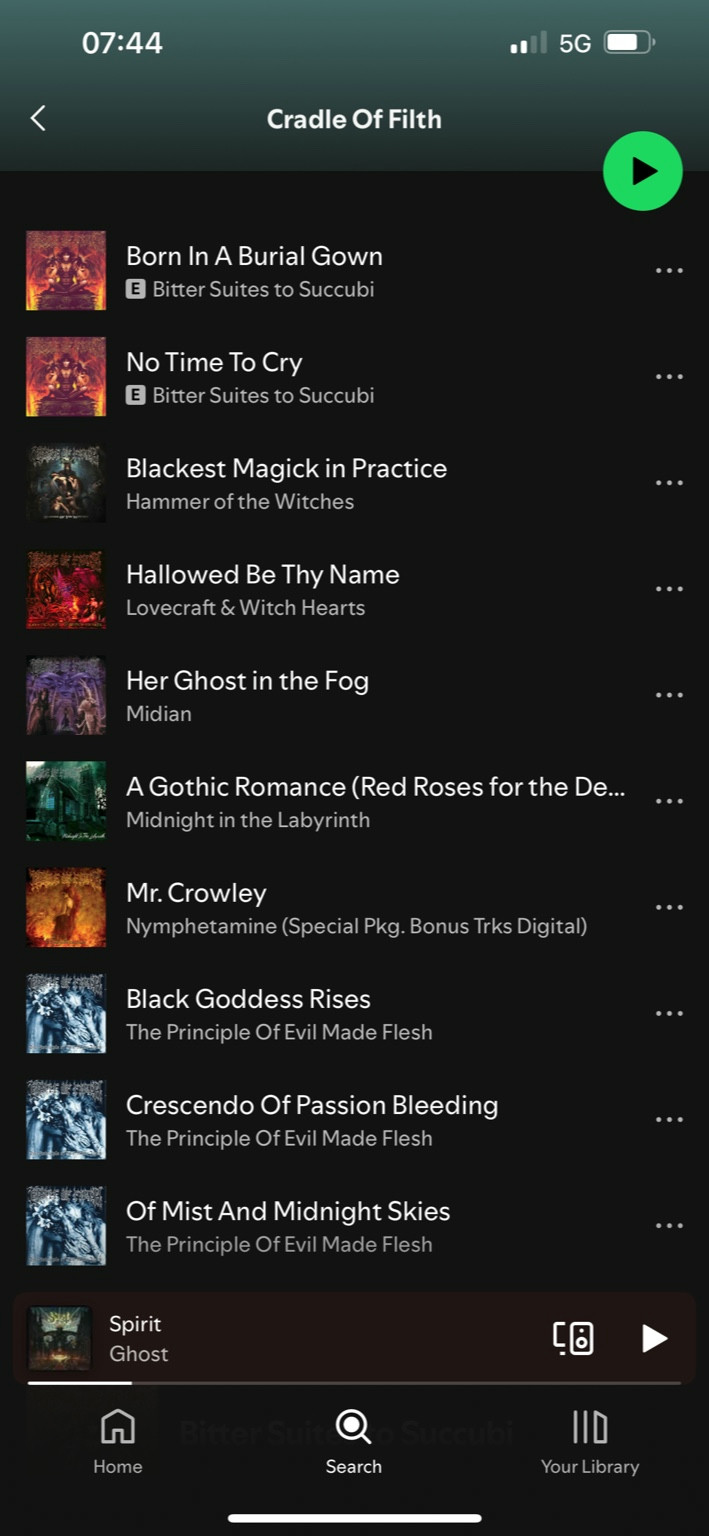 07:44
5G
Cradle Of Filth
Born In A Burial Gown
E Bitter Suites to Succubi
No Time To Cry
E Bitter Suites to Succubi
Blackest Magick in Practice
Hammer of the Witches
Hallowed Be Thy Name
Lovecraft & Witch Hearts
Her Ghost in the Fog
Midian
A Gothic Romance (Red Roses for the De...
Midnight in the Labyrinth
Mr. Crowley
Nymphetamine (Special Pkg. Bonus Trks Digital)
Black Goddess Rises
The Principle Of Evil Made Flesh
Crescendo Of Passion Bleeding
The Principle Of Evil Made Flesh
Of Mist And Midnight Skies
The Principle Of Evil Made Flesh
Spirit
Ghost
Bitter Suites to Succubi
Home
Search
Your Library